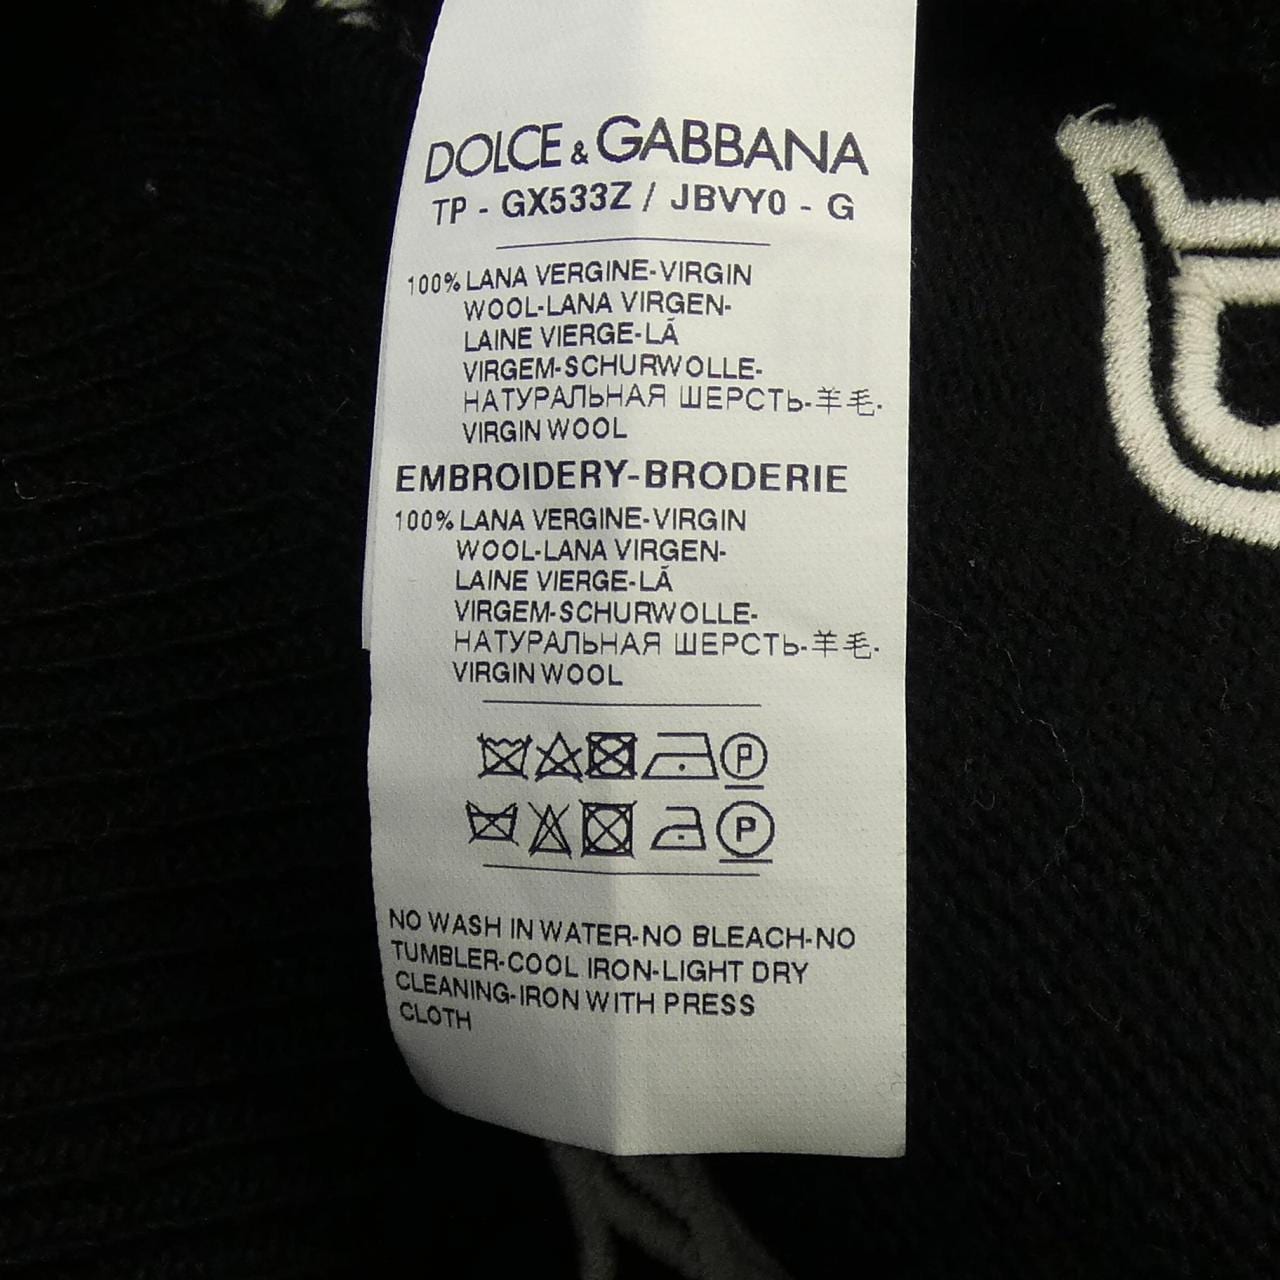 DOLCE & GABBANA
TP - GX533Z / JBVY0 - G
100% LANA VERGINE-VIRGIN
WOOL-LANA VIRGEN-
LAINE VIERGE-LÃ
VIRGEM-SCHURWOLLE-
НАТУРАЛЬНАЯ ШЕРСТЬ-羊毛-
VIRGIN WOOL
EMBROIDERY-BRODERIE
100% LANA VERGINE-VIRGIN
WOOL-LANA VIRGEN-
LAINE VIERGE-LÃ
VIRGEM-SCHURWOLLE-
НАТУРАЛЬНАЯ ШЕРСТЬ-羊毛-
VIRGIN WOOL
P
P
NO WASH IN WATER-NO BLEACH-NO
TUMBLER-COOL IRON-LIGHT DRY
CLEANING-IRON WITH PRESS
CLOTH